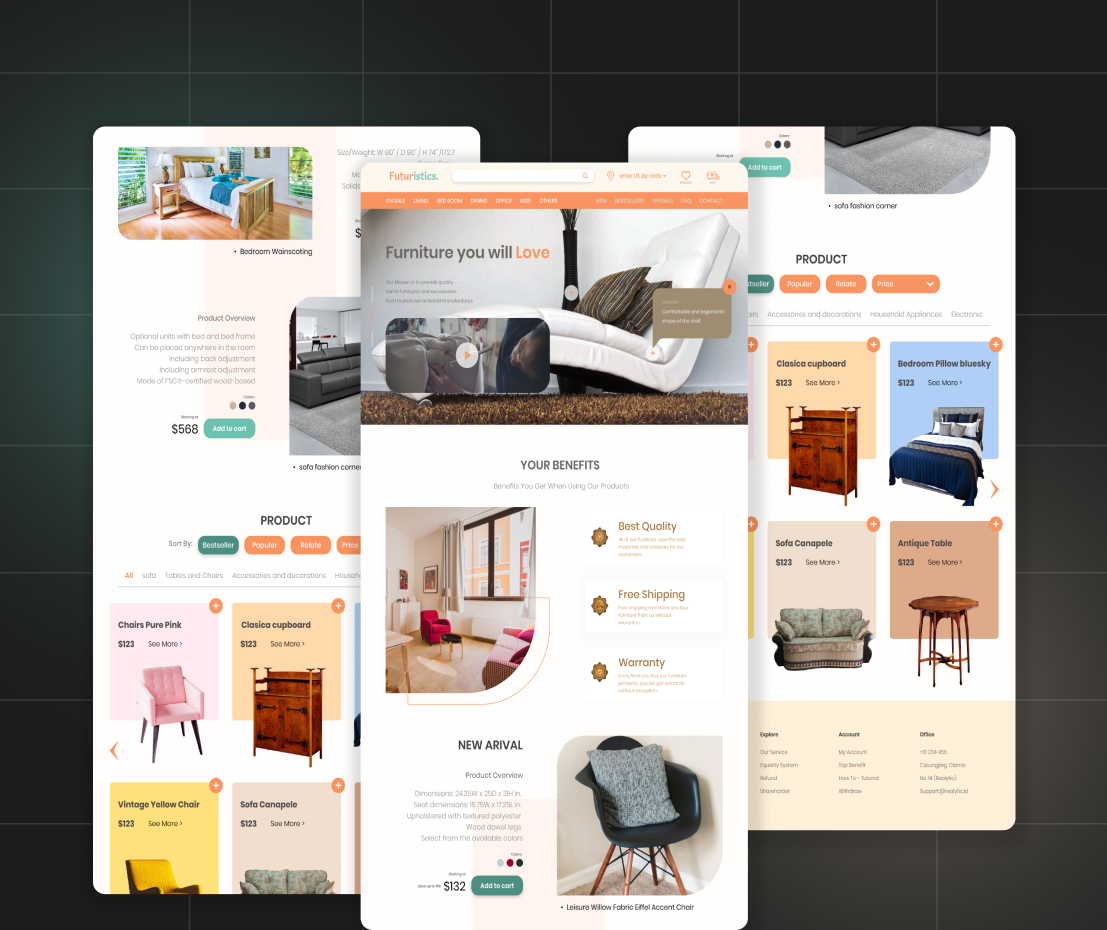 Size/Weight: W 80" / D 90" / H 74" /172.7
• Bedroom Wainscoting
Product Overview
Optional units with bed and bed frame
Can be placed anywhere in the room
Including back adjustment
Including armrest adjustment
Made of FSC®-certified wood-based
Colors :
Starting at
$568
Add to cart
• sofa fashion corner
PRODUCT
Sort By:
Bestseller
Populer
Relate
Price
All
sofa
Tables and Chairs
Accessories and decorations
Chairs Pure Pink
$123
See More >
Clasica cupboard
$123
See More >
Vintage Yellow Chair
$123
See More >
Sofa Canapele
$123
See More >
Futuristics.
enter US zip code
ON SALE
LIVING
BED ROOM
DINING
OFFICE
KIDS
OTHERS
NEW
BESTSELLERS
SPECIALS
FAQ
CONTACT
Furniture you will Love
Our Mission is to provide quality
home furnitures and accessories
from trusted name brand manufactures
Comfortable and ergonomic
shape of the shell.
YOUR BENEFITS
Benefits You Get When Using Our Products
Best Quality
All of our furniture uses the best
materials and choices for our
customers
Free Shipping
Free shipping everytime you buy
furniture from us without
exception.
Warranty
Every time you buy our furniture
products, you will get warranty
without exception.
NEW ARIVAL
Product Overview
Dimensions: 24.25W x 25D x 31H in.
Seat dimensions: 15.75W x 17.25L in.
Upholstered with textured polyester
Wood dowel legs
Select from the available colors
Colors :
Starting at
$132
Add to cart
• Leisure Willow Fabric Eiffel Accent Chair
Colors :
Starting at
Add to cart
• sofa fashion corner
PRODUCT
Populer
Relate
Price
Accessories and decorations
Household Appliances
Electronic
Clasica cupboard
$123
See More >
Bedroom Pillow bluesky
$123
See More >
Sofa Canapele
$123
See More >
Antique Table
$123
See More >
Explore
Our Service
Equality System
Refund
Shareholder
Account
My Account
Top Benefit
How To - Tutorial
Withdraw
Office
+01 234 456
No. 14 (Realytic)
Support@realytic.id